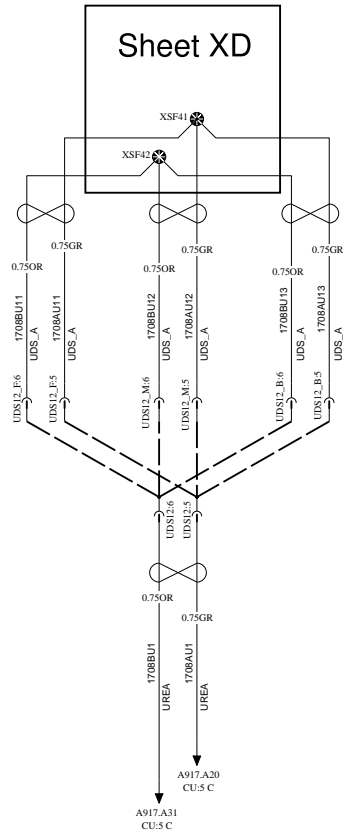 Sheet XD
XSF41
XSF42
0.75OR
0.75GR
0.75OR
0.75GR
0.75OR
0.75GR
1708BU11
UDS_A
1708AU11
UDS_A
1708BU12
UDS_A
1708AU12
UDS_A
1708BU13
UDS_A
1708AU13
UDS_A
UDS12_F:6
UDS12_F:5
UDS12_M:6
UDS12_M:5
UDS12_B:6
UDS12_B:5
UDS12:6
UDS12:5
0.75OR
0.75GR
1708BU1
UREA
1708AU1
UREA
A917.A20
CU:5 C
A917.A31
CU:5 C